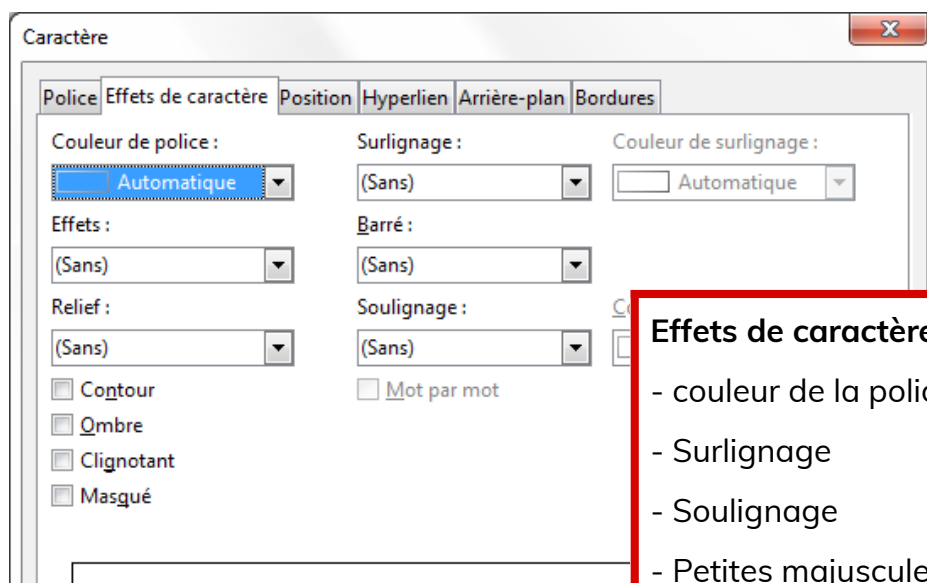 Caractère
Police Effets de caractère Position Hyperlien Arrière-plan Bordures
Couleur de police : Surlignage : Couleur de surlignage :
Automatique (Sans) Automatique
Effets : Barré :
(Sans) (Sans)
Relief : Soulignage :
(Sans) (Sans)
Contour Mot par mot
Ombre
Clignotant
Masqué
Effets de caractère
- couleur de la
- Surlignage
- Soulignage
- Petites